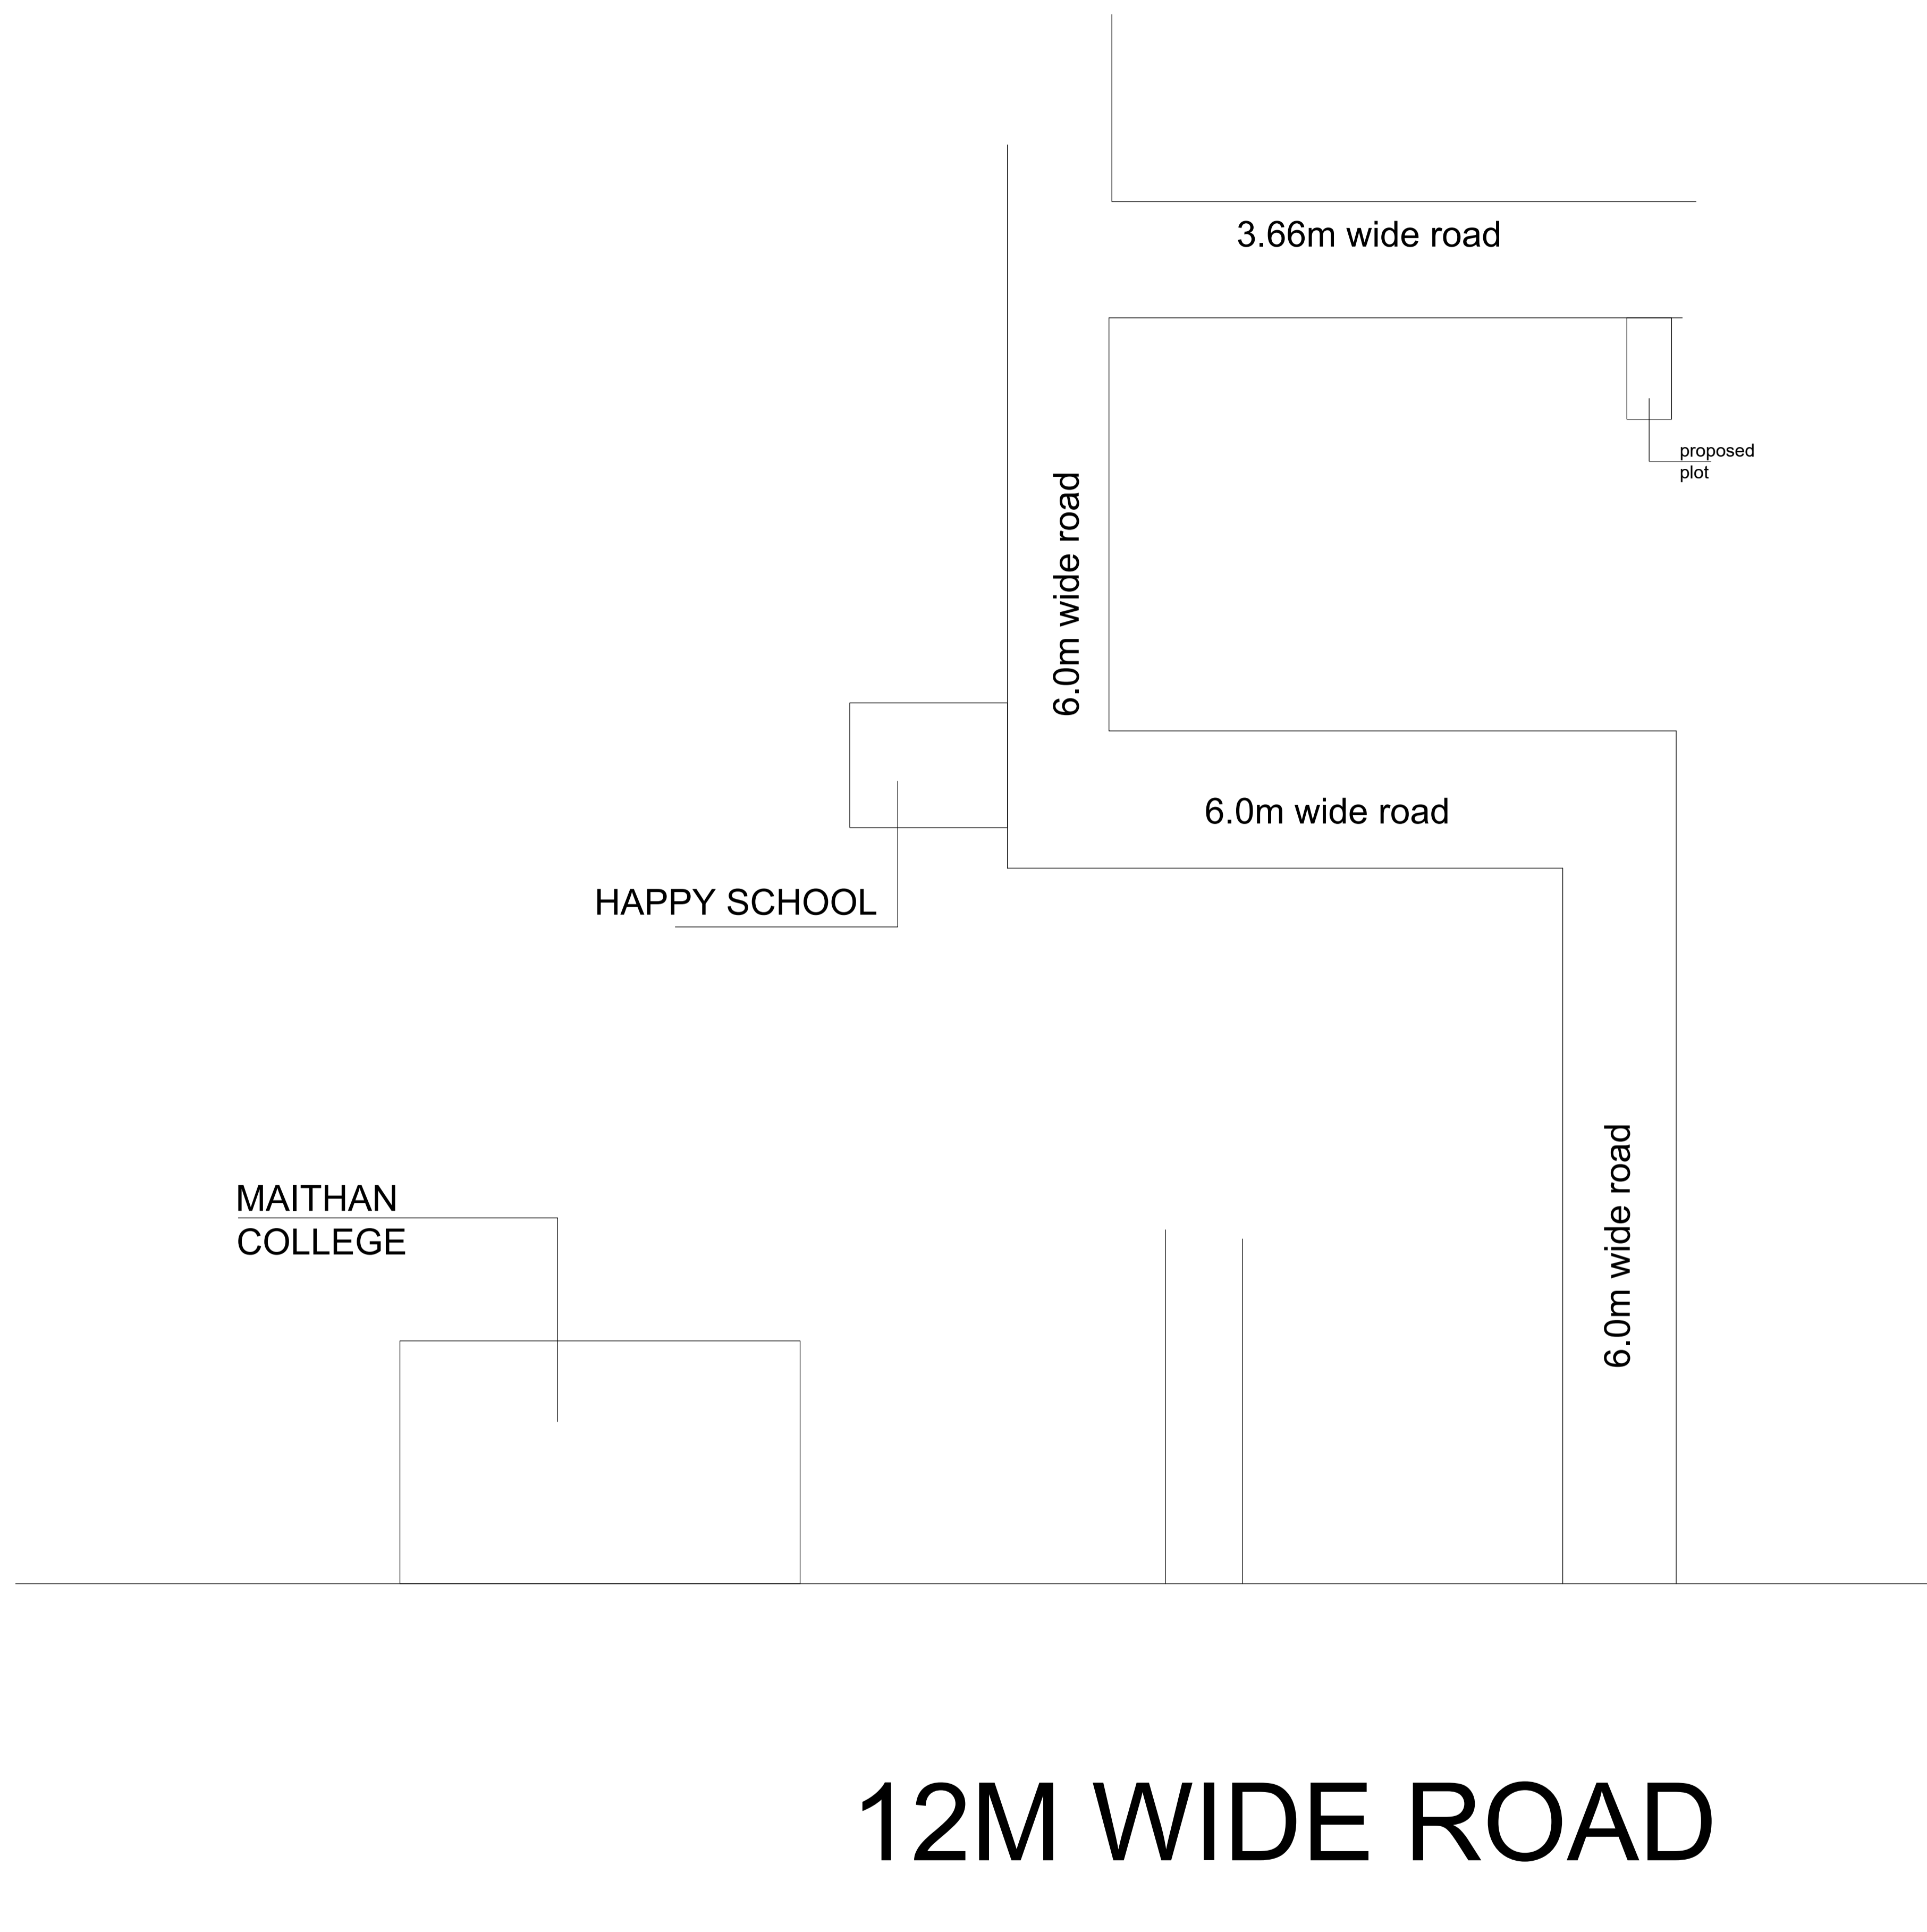 3.66m wide road
proposed
plot
6.0m wide road
6.0m wide road
HAPPY SCHOOL
6.0m wide road
MAITHAN
COLLEGE
12M WIDE ROAD